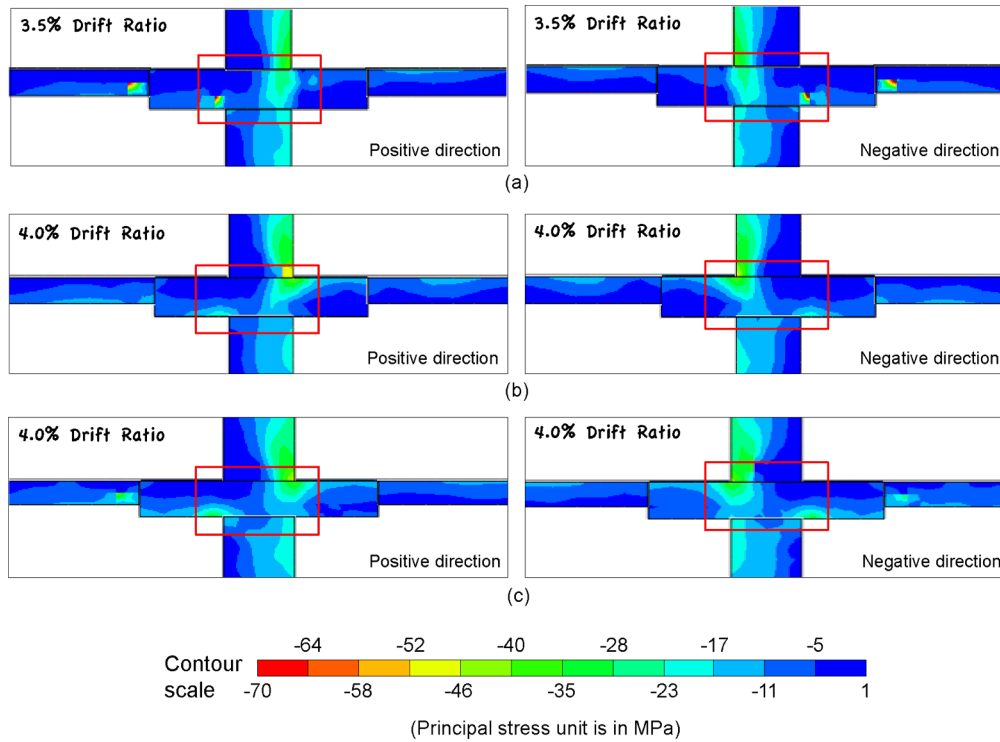 3.5% Drift Ratio
Positive direction
3.5% Drift Ratio
Negative direction
(a)
4.0% Drift Ratio
Positive direction
4.0% Drift Ratio
Negative direction
(b)
4.0% Drift Ratio
Positive direction
4.0% Drift Ratio
Negative direction
(c)
-64 -52 -40 -28 -17 -5
Contour
scale
-70 -58 -46 -35 -23 -11 1
(Principal stress unit is in MPa)